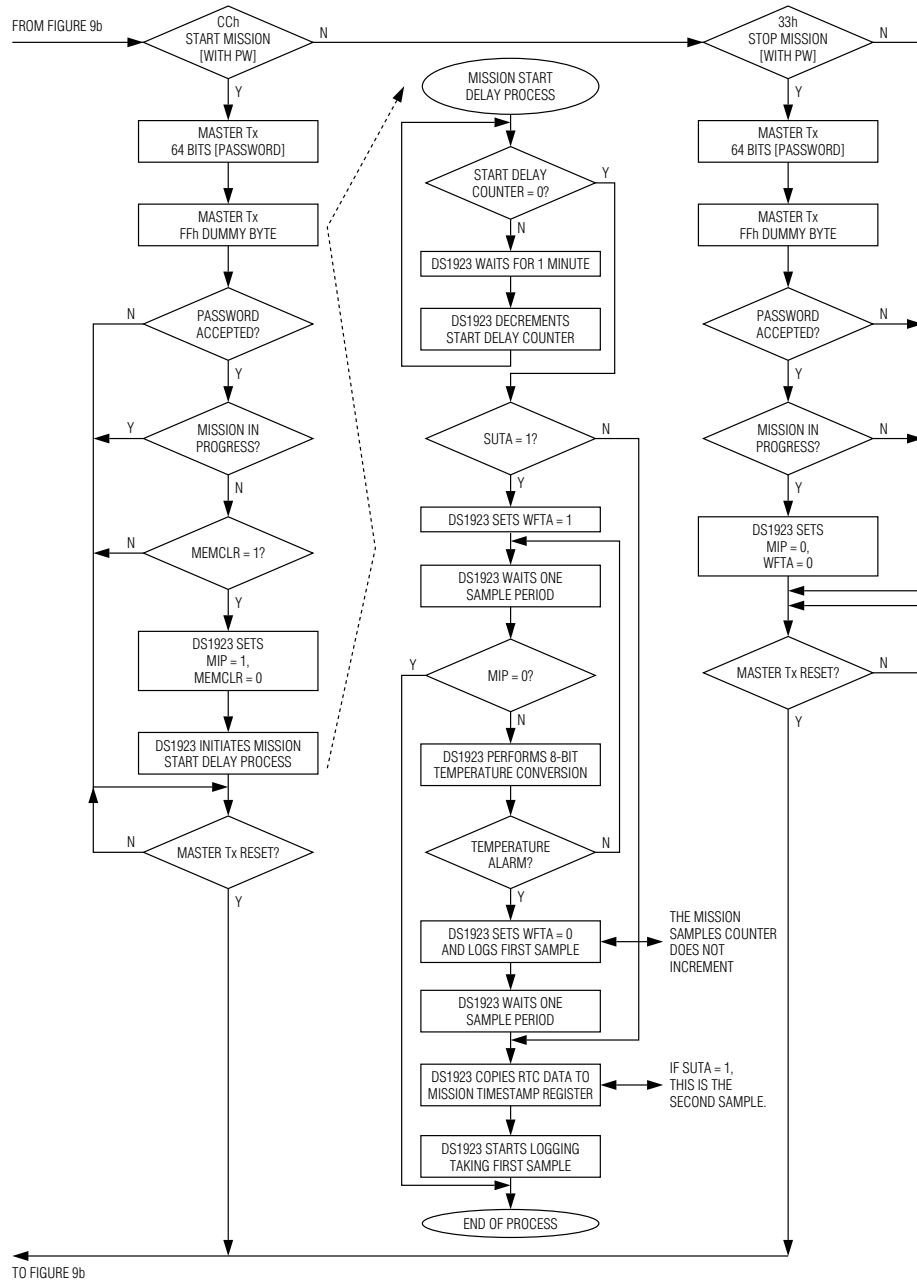 FROM FIGURE 9b
CCh
START MISSION
[WITH PW]
N
Y
MASTER Tx
64 BITS [PASSWORD]
MASTER Tx
FFh DUMMY BYTE
N
PASSWORD
ACCEPTED?
Y
Y
MISSION IN
PROGRESS?
N
N
MEMCLR = 1?
Y
DS1923 SETS
MIP = 1,
MEMCLR = 0
DS1923 INITIATES MISSION
START DELAY PROCESS
N
MASTER Tx RESET?
Y
MISSION START
DELAY PROCESS
START DELAY
COUNTER = 0?
Y
N
DS1923 WAITS FOR 1 MINUTE
DS1923 DECREMENTS
START DELAY COUNTER
SUTA = 1?
N
Y
DS1923 SETS WFTA = 1
DS1923 WAITS ONE
SAMPLE PERIOD
Y
MIP = 0?
N
DS1923 PERFORMS 8-BIT
TEMPERATURE CONVERSION
TEMPERATURE
ALARM?
N
Y
DS1923 SETS WFTA = 0
AND LOGS FIRST SAMPLE
THE MISSION
SAMPLES COUNTER
DOES NOT
INCREMENT
DS1923 WAITS ONE
SAMPLE PERIOD
DS1923 COPIES RTC DATA TO
MISSION TIMESTAMP REGISTER
IF SUTA = 1,
THIS IS THE
SECOND SAMPLE.
DS1923 STARTS LOGGING
TAKING FIRST SAMPLE
END OF PROCESS
33h
STOP MISSION
[WITH PW]
N
Y
MASTER Tx
64 BITS [PASSWORD]
MASTER Tx
FFh DUMMY BYTE
PASSWORD
ACCEPTED?
N
Y
MISSION IN
PROGRESS?
N
Y
DS1923 SETS
MIP = 0,
WFTA = 0
MASTER Tx RESET?
N
Y
TO FIGURE 9b